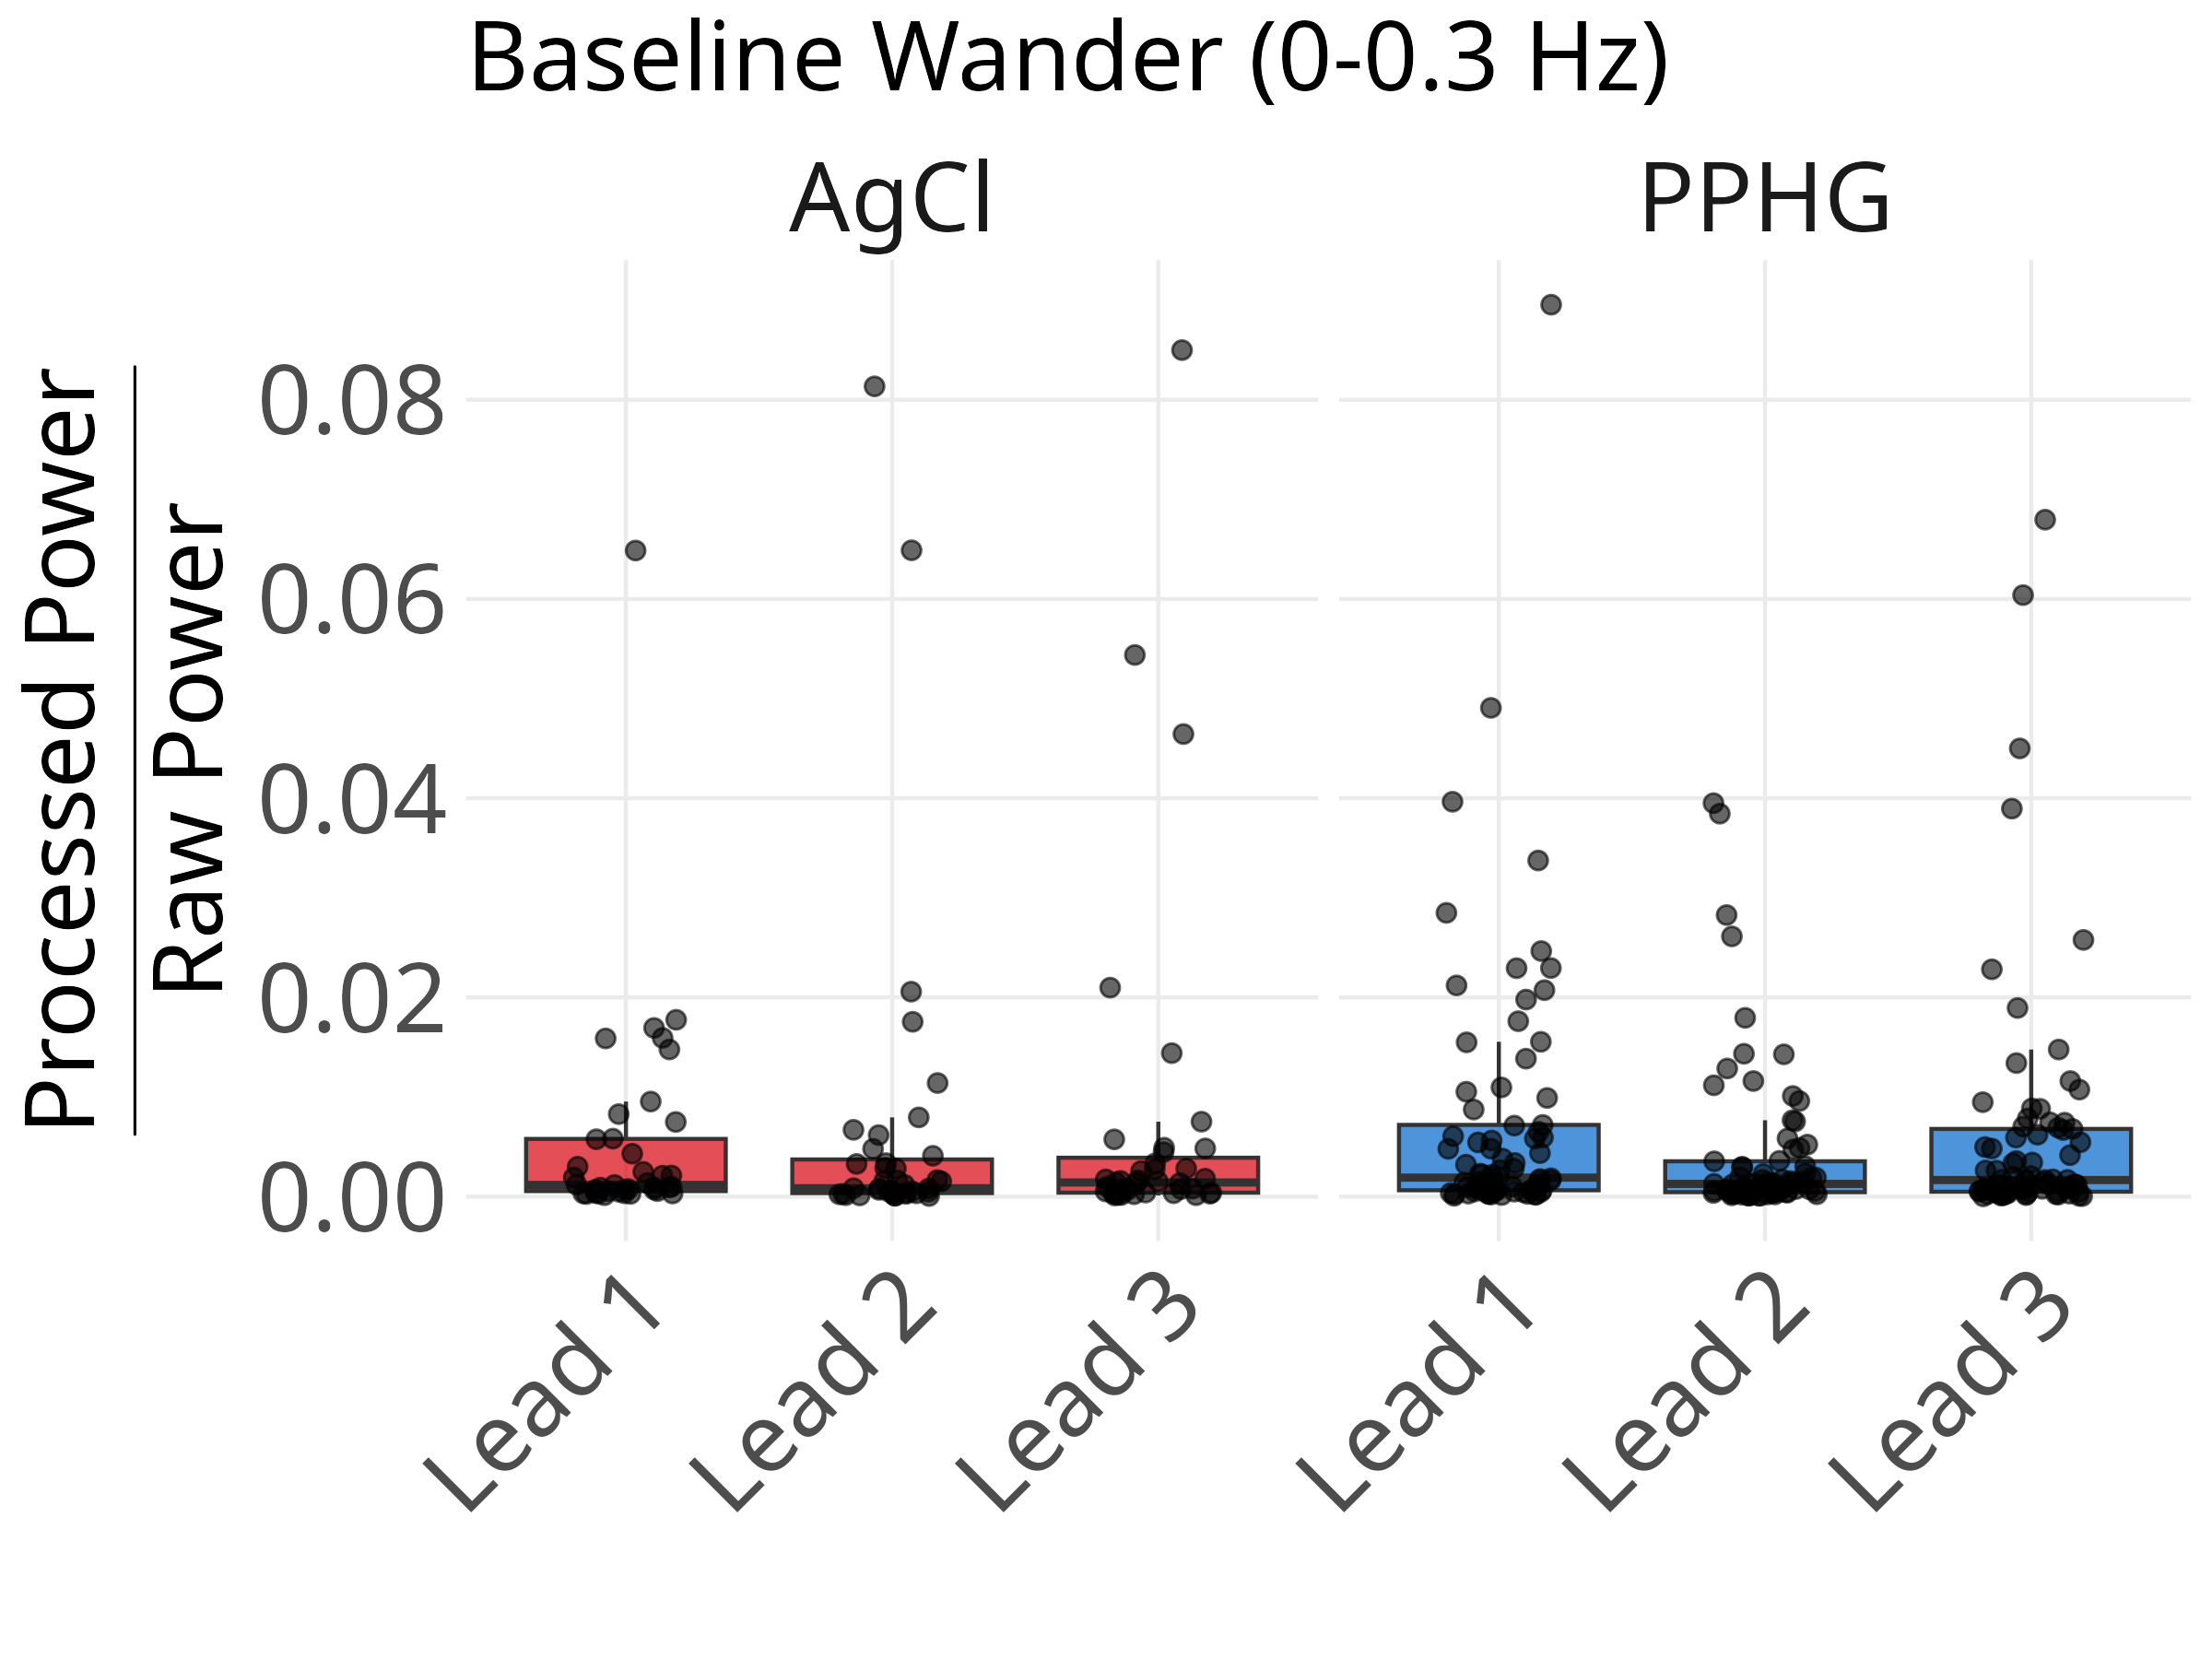 Baseline Wander (0-0.3 Hz)
AgCl
PPHG
Processed Power
Raw Power
0.08
0.06
0.04
0.02
0.00
Lead 1
Lead 2
Lead 3
Lead 1
Lead 2
Lead 3